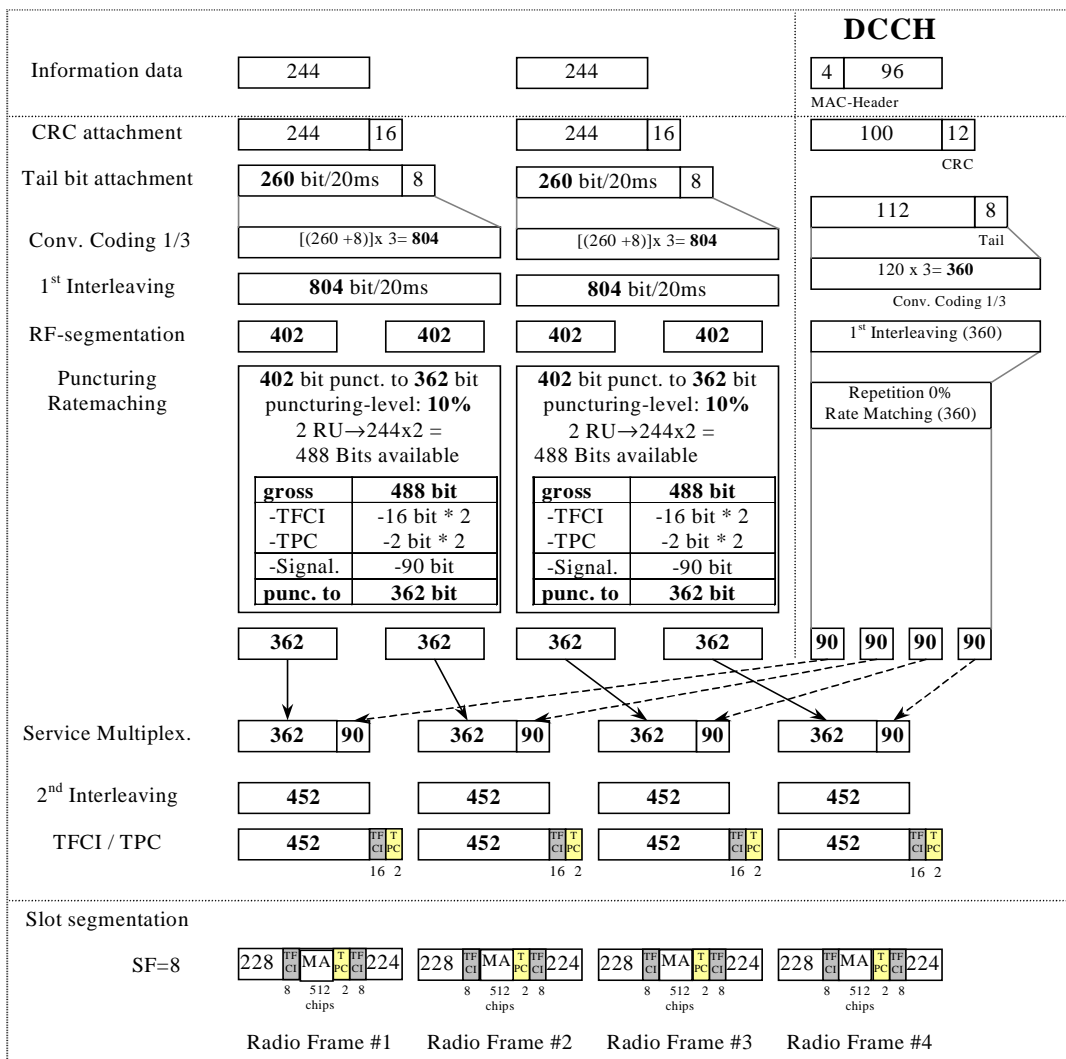 DCCH
Information data 244 244 4 96
MAC-Header
CRC attachment 244 16 244 16 100 12
CRC
Tail bit attachment 260 bit/20ms 8 260 bit/20ms 8
112 8
Tail
Conv. Coding 1/3 [(260 +8)]x 3= 804 [(260 +8)]x 3= 804
120 x 3= 360
Conv. Coding 1/3
1st Interleaving 804 bit/20ms 804 bit/20ms
RF-segmentation 402 402 402 402 1st Interleaving (360)
Puncturing
Ratemaching
402 bit punct. to 362 bit
puncturing-level: 10%
2 RU→244x2 =
488 Bits available
gross 488 bit
-TFCI -16 bit * 2
-TPC -2 bit * 2
-Signal. -90 bit
punc. to 362 bit
402 bit punct. to 362 bit
puncturing-level: 10%
2 RU→244x2 =
488 Bits available
gross 488 bit
-TFCI -16 bit * 2
-TPC -2 bit * 2
-Signal. -90 bit
punc. to 362 bit
Repetition 0%
Rate Matching (360)
362 362 362 362 90 90 90 90
Service Multiplex. 362 90 362 90 362 90 362 90
2nd Interleaving 452 452 452 452
TFCI / TPC 452 TF CI T PC 452 TF CI T PC 452 TF CI T PC 452 TF CI T PC
16 2 16 2 16 2 16 2
Slot segmentation
SF=8 228 TF CI MA T PC TF CI 224 228 TF CI MA T PC TF CI 224 228 TF CI MA T PC TF CI 224 228 TF CI MA T PC TF CI 224
8 512 2 8 8 512 2 8 8 512 2 8 8 512 2 8
chips chips chips chips
Radio Frame #1 Radio Frame #2 Radio Frame #3 Radio Frame #4